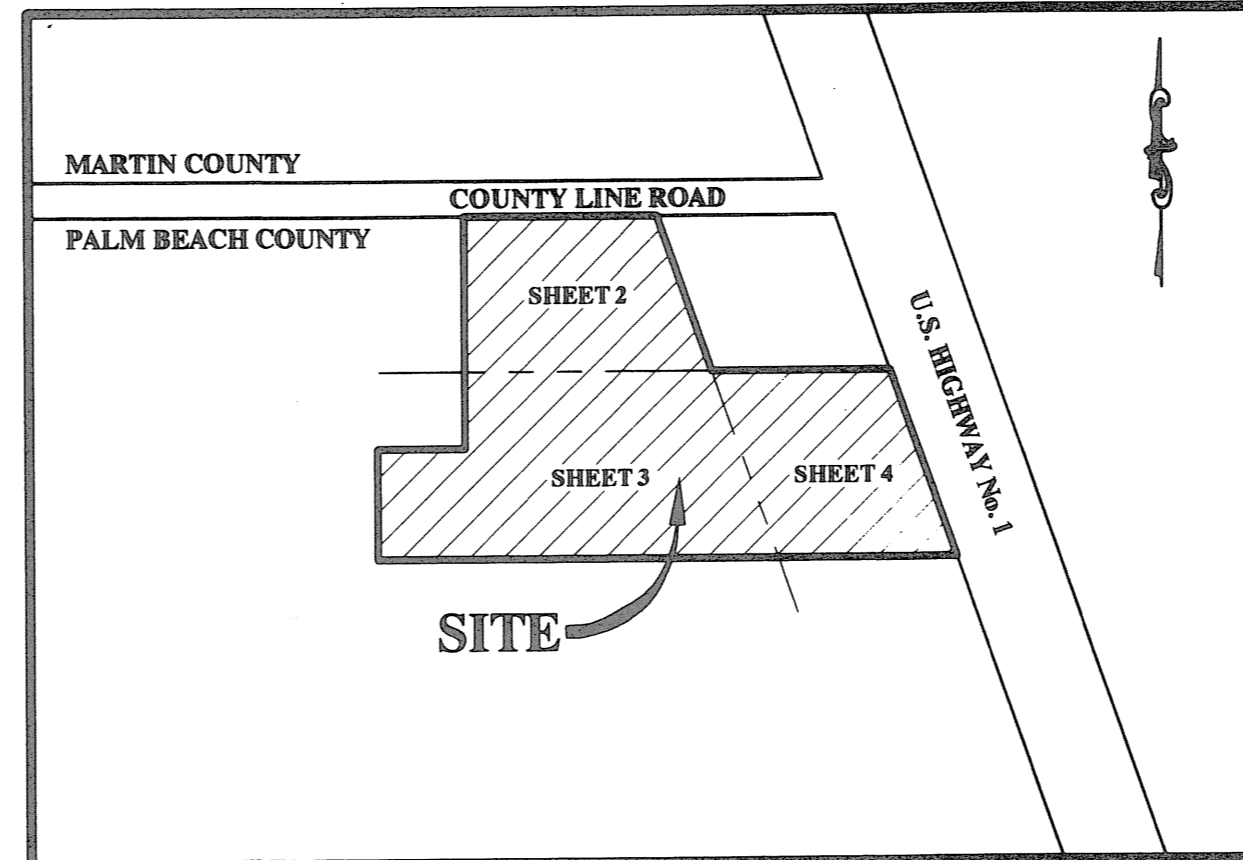 MARTIN COUNTY
COUNTY LINE ROAD
PALM BEACH COUNTY
SHEET 2
U.S. HIGHWAY No. 1
SHEET 3
SHEET 4
SITE